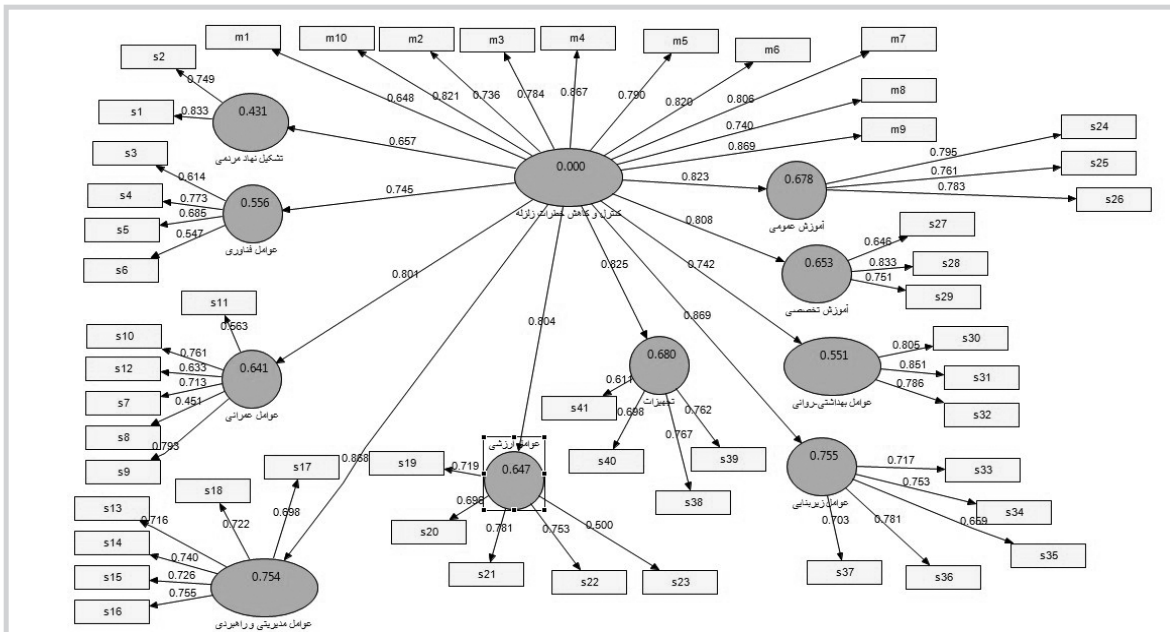 m1
m10
m2
m3
m4
m5
m6
m7
m8
m9
0.648
0.821
0.736
0.784
0.867
0.790
0.820
0.806
0.740
0.869
s2
s1
0.749
0.833
0.431
تشکیل نهاد مردمی
0.657
s3
s4
s5
s6
0.614
0.773
0.685
0.547
0.556
عوامل فناوری
0.745
0.000
کنترل و کاهش خطرات زلزله
0.823
0.678
آموزش عمومی
0.795
0.761
0.783
s24
s25
s26
0.808
0.653
آموزش تخصصی
0.646
0.833
0.751
s27
s28
s29
0.742
0.551
عوامل بهداشتی-روانی
0.805
0.851
0.786
s30
s31
s32
0.801
s11
s10
s12
s7
s8
s9
0.563
0.761
0.633
0.713
0.451
0.793
0.641
عوامل عمرانی
0.868
s17
s18
s13
s14
s15
s16
0.698
0.722
0.716
0.740
0.726
0.755
0.754
عوامل مدیریتی و راهبردی
0.804
عوامل ارزشی
0.647
0.719
0.696
0.781
0.753
0.500
s19
s20
s21
s22
s23
0.825
0.680
تجهیزات
0.611
0.698
0.767
0.762
s41
s40
s38
s39
0.869
0.755
عوامل زیربنایی
0.717
0.753
0.659
0.781
0.703
s33
s34
s35
s36
s37